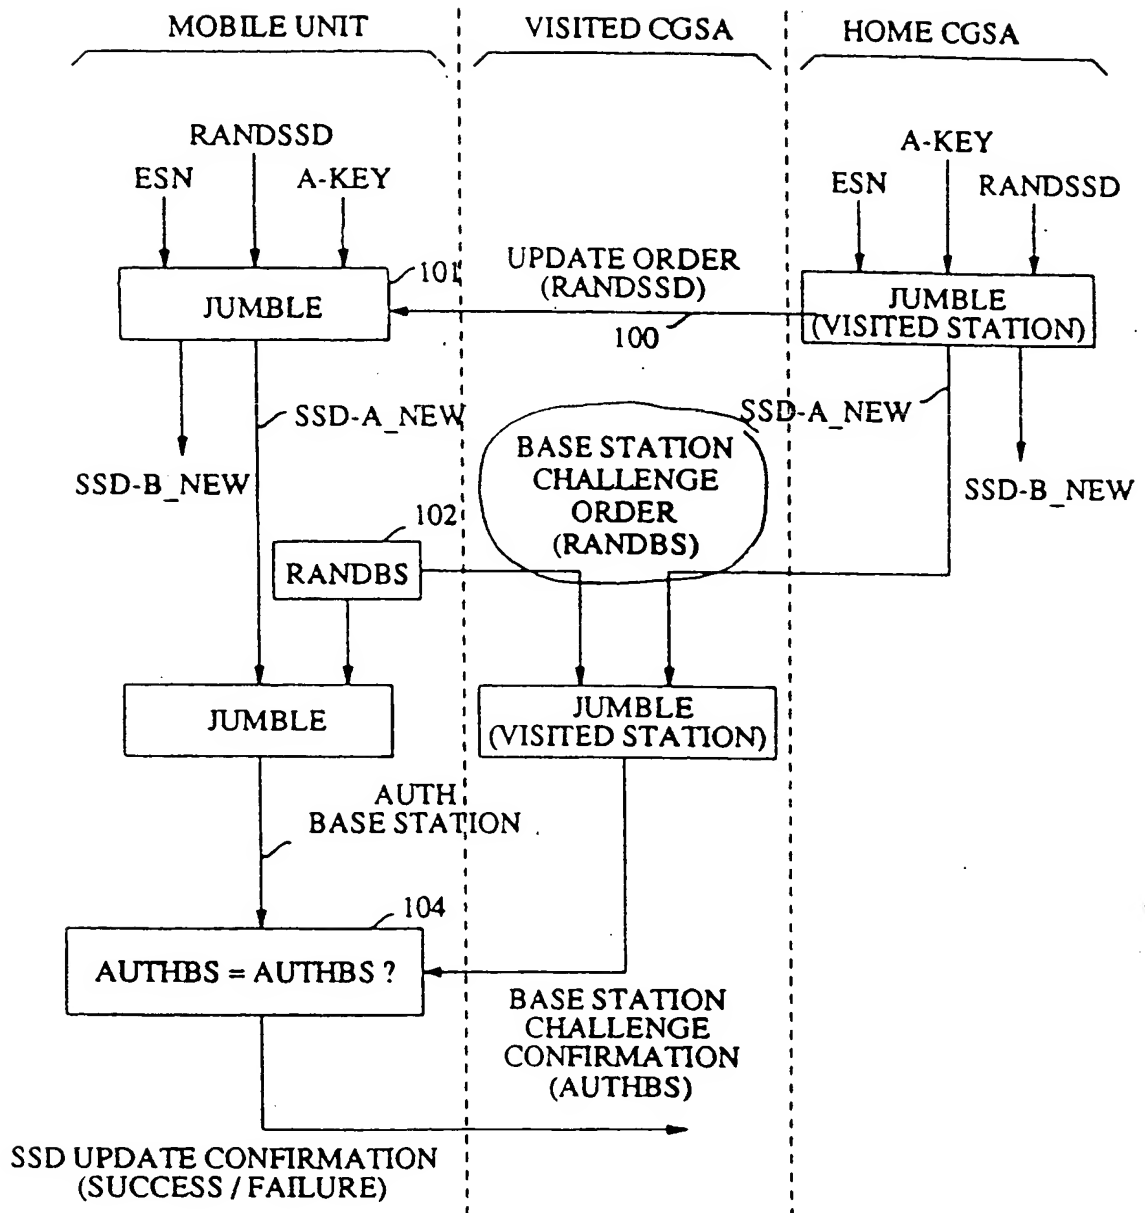 MOBILE UNIT
VISITED CGSA
HOME CGSA
RANDSSD
ESN
A-KEY
A-KEY
ESN
RANDSSD
101
UPDATE ORDER
(RANDSSD)
JUMBLE
JUMBLE
(VISITED STATION)
100
SSD-A_NEW
SSD-A_NEW
SSD-B_NEW
BASE STATION
CHALLENGE
ORDER
(RANDBS)
SSD-B_NEW
102
RANDBS
JUMBLE
JUMBLE
(VISITED STATION)
AUTH
BASE STATION
104
AUTHBS = AUTHBS ?
BASE STATION
CHALLENGE
CONFIRMATION
(AUTHBS)
SSD UPDATE CONFIRMATION
(SUCCESS / FAILURE)